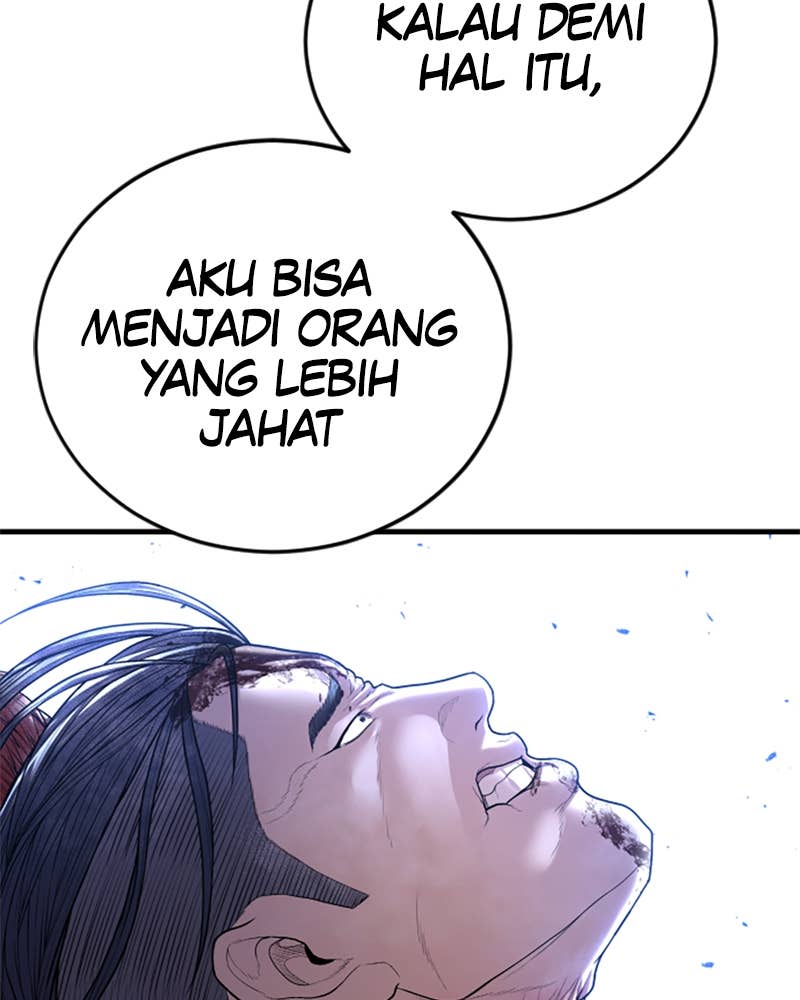 KALAU DEMI
HAL ITU,
AKU BISA
MENJADI ORANG
YANG LEBIH
JAHAT